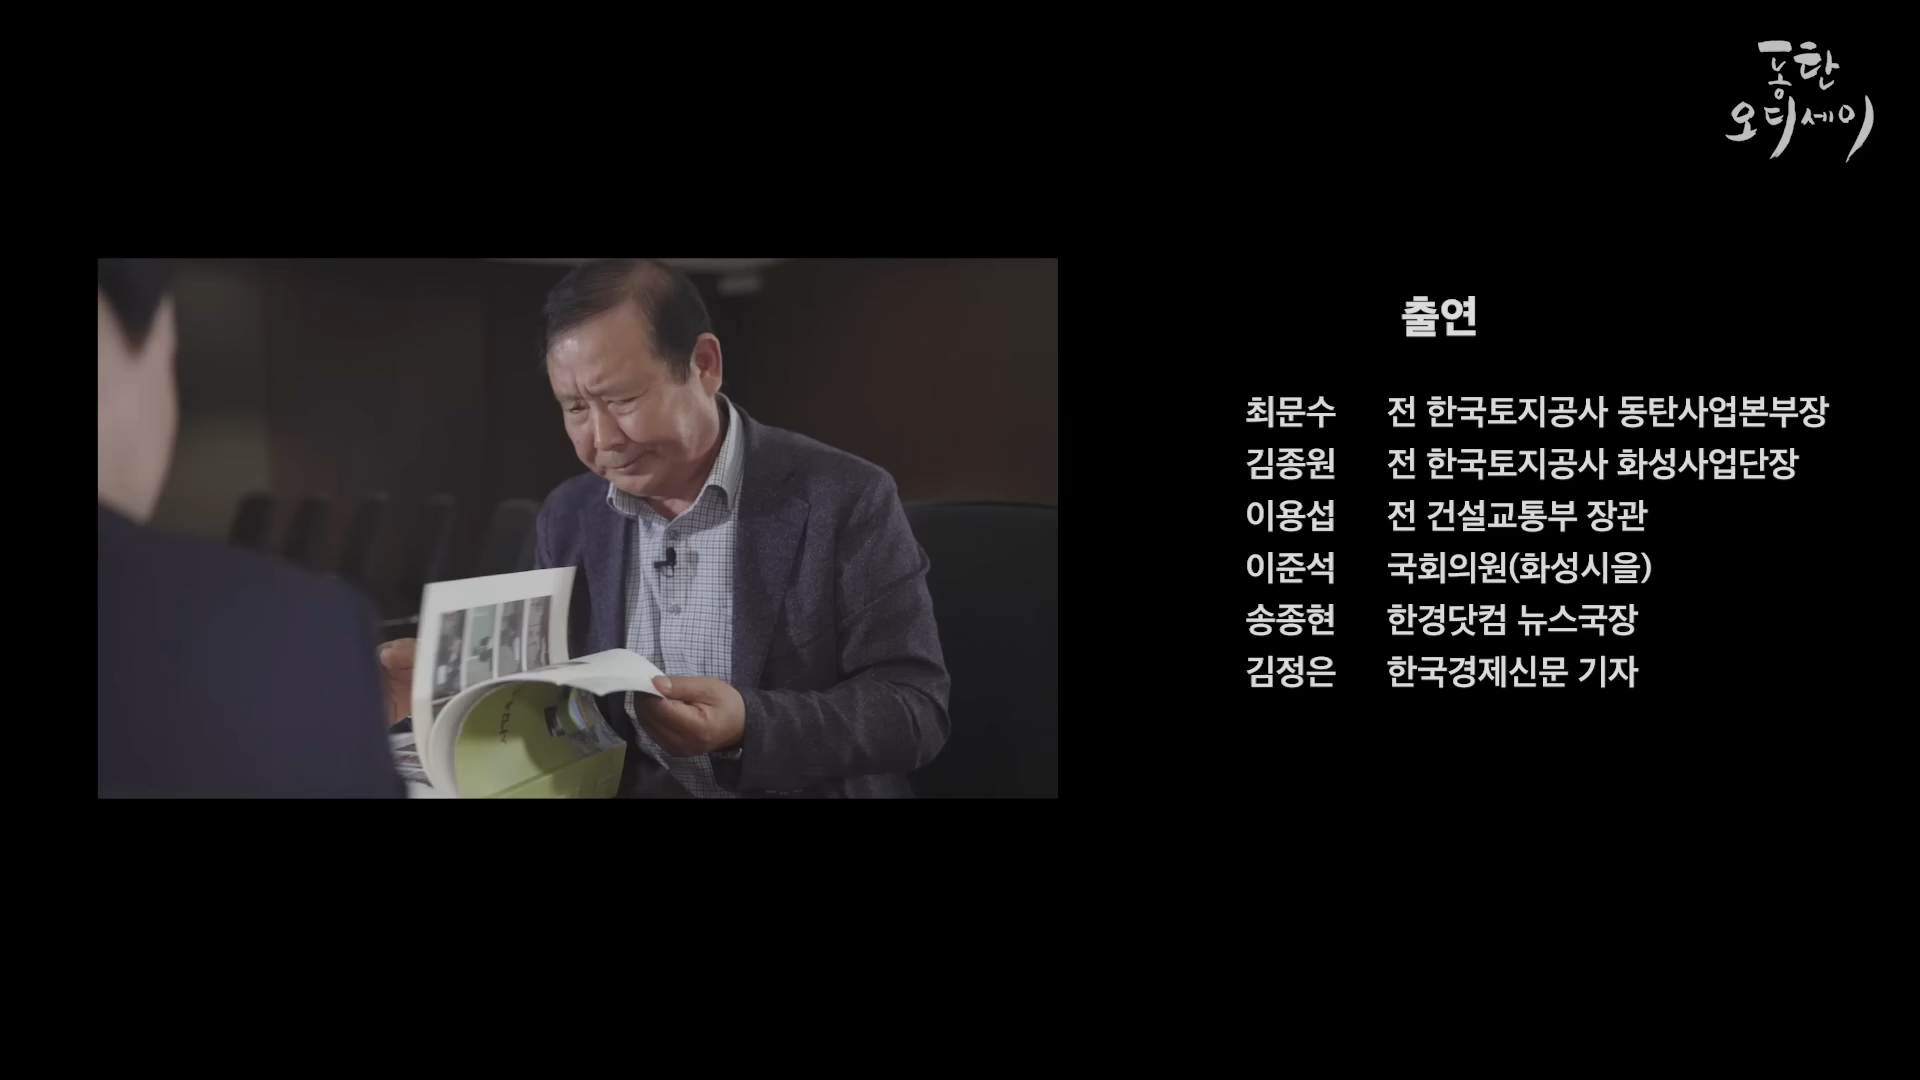 동탄
오디세이
출연
최문수 전 한국토지공사 동탄사업본부장
김종원 전 한국토지공사 화성사업단장
이용섭 전 건설교통부 장관
이준석 국회의원(화성시을)
송종현 한경닷컴 뉴스국장
김정은 한국경제신문 기자